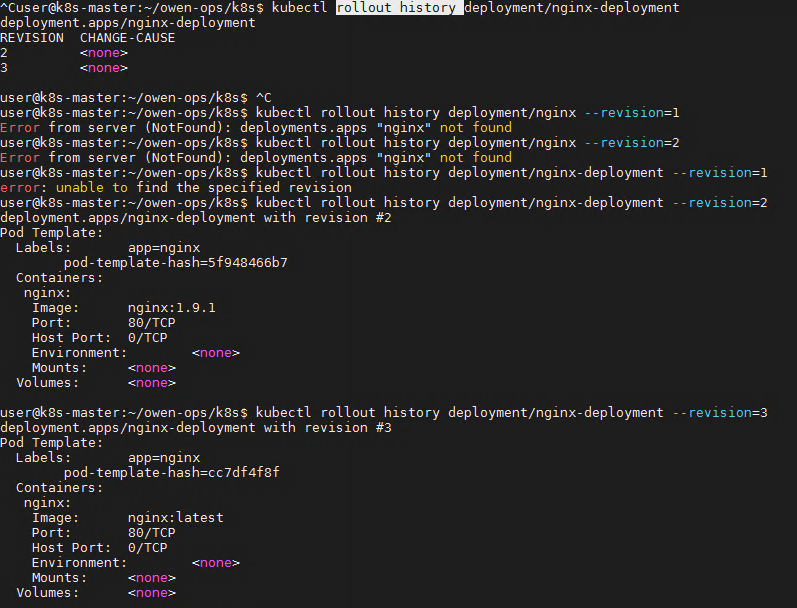 ^Cuser@k8s-master:~/owen-ops/k8s$ kubectl rollout history deployment/nginx-deployment
deployment.apps/nginx-deployment
REVISION  CHANGE-CAUSE
2         <none>
3         <none>

user@k8s-master:~/owen-ops/k8s$ ^C
user@k8s-master:~/owen-ops/k8s$ kubectl rollout history deployment/nginx --revision=1
Error from server (NotFound): deployments.apps "nginx" not found
user@k8s-master:~/owen-ops/k8s$ kubectl rollout history deployment/nginx --revision=2
Error from server (NotFound): deployments.apps "nginx" not found
user@k8s-master:~/owen-ops/k8s$ kubectl rollout history deployment/nginx-deployment --revision=1
error: unable to find the specified revision
user@k8s-master:~/owen-ops/k8s$ kubectl rollout history deployment/nginx-deployment --revision=2
deployment.apps/nginx-deployment with revision #2
Pod Template:
  Labels:       app=nginx
        pod-template-hash=5f948466b7
  Containers:
   nginx:
    Image:      nginx:1.9.1
    Port:       80/TCP
    Host Port:  0/TCP
    Environment:        <none>
    Mounts:     <none>
  Volumes:      <none>

user@k8s-master:~/owen-ops/k8s$ kubectl rollout history deployment/nginx-deployment --revision=3
deployment.apps/nginx-deployment with revision #3
Pod Template:
  Labels:       app=nginx
        pod-template-hash=cc7df4f8f
  Containers:
   nginx:
    Image:      nginx:latest
    Port:       80/TCP
    Host Port:  0/TCP
    Environment:        <none>
    Mounts:     <none>
  Volumes:      <none>